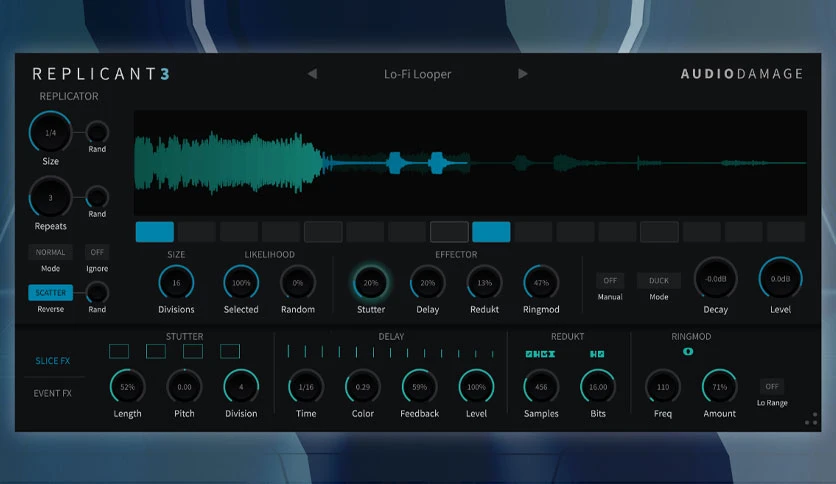 REPLICANT3
Lo-Fi Looper
AUDIODAMAGE
REPLICATOR
1/4
Rand
Size
3
Rand
Repeats
NORMAL
OFF
Mode
Ignore
SCATTER
Rand
Reverse
SIZE
LIKELIHOOD
EFFECTOR
16
100%
0%
20%
20%
13%
47%
OFF
DUCK
-0.0dB
0.0dB
Divisions
Selected
Random
Stutter
Delay
Redukt
Ringmod
Manual
Mode
Decay
Level
SLICE FX
EVENT FX
STUTTER
52%
0.00
4
Length
Pitch
Division
DELAY
1/16
0.29
59%
100%
Time
Color
Feedback
Level
REDUKT
456
16.00
Samples
Bits
RINGMOD
110
71%
OFF
Freq
Amount
Lo Range